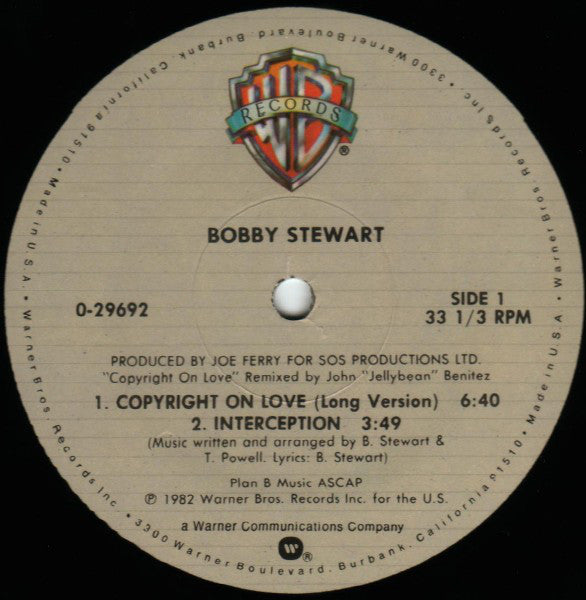 WB
RECORDS
®
BOBBY STEWART
0-29692
SIDE 1
33 1/3 RPM
PRODUCED BY JOE FERRY FOR SOS PRODUCTIONS LTD.
"Copyright On Love" Remixed by John "Jellybean" Benitez
1. COPYRIGHT ON LOVE (Long Version) 6:40
2. INTERCEPTION 3:49
(Music written and arranged by B. Stewart &
T. Powell. Lyrics: B. Stewart)
Plan B Music ASCAP
℗ 1982 Warner Bros. Records Inc. for the U.S.
a Warner Communications Company
W®
Made in U.S.A. • Warner Bros. Records Inc. • 3300 Warner Boulevard, Burbank, California 91510 • Made in U.S.A. • Warner Bros. Records Inc. • 3300 Warner Boulevard, Burbank, California 91510 •